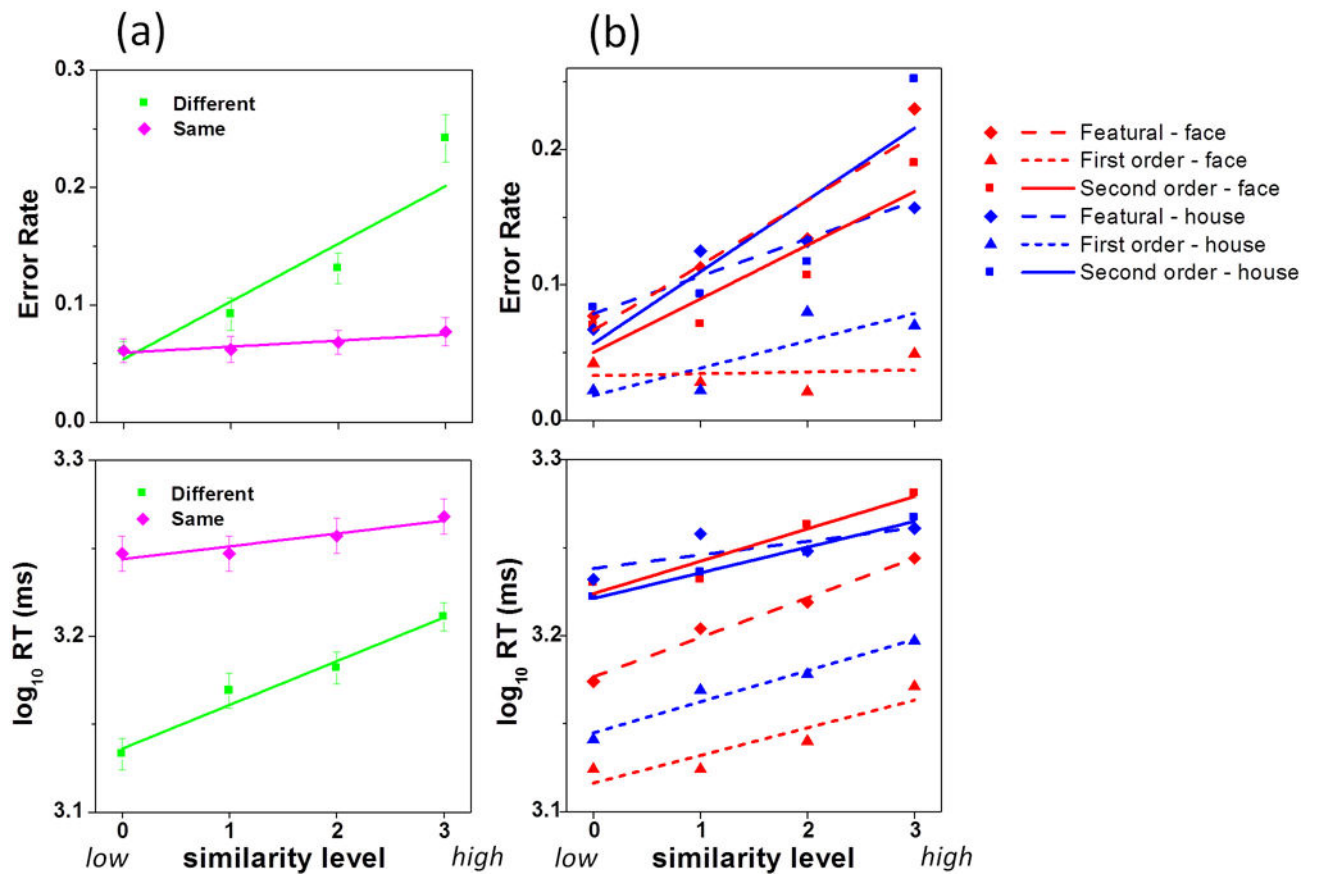 (a)
0.3
0.2
0.1
0.0
Error Rate
Different
Same
(b)
0.2
0.1
0.0
Error Rate
Featural - face
First order - face
Second order - face
Featural - house
First order - house
Second order - house
3.3
3.2
3.1
log10 RT (ms)
Different
Same
0 1 2 3
low similarity level high
3.3
3.2
3.1
log10 RT (ms)
0 1 2 3
low similarity level high